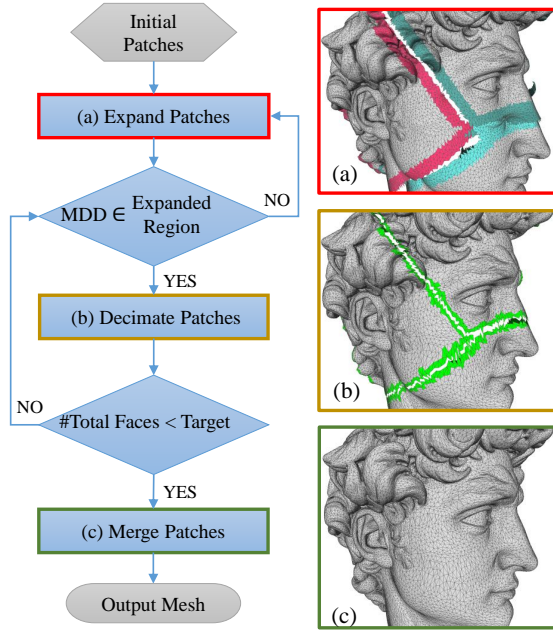 Initial
Patches
(a) Expand Patches
MDD ∈ Expanded
Region
NO
YES
(b) Decimate Patches
NO
#Total Faces < Target
YES
(c) Merge Patches
Output Mesh
(a)
(b)
(c)